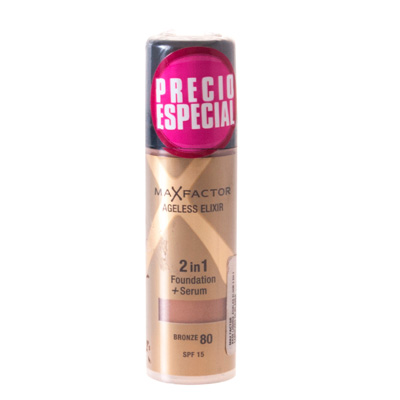 PRECIO
ESPECIAL
MAXFACTOR
AGELESS ELIXIR
2 in 1
Foundation
+ Serum
BRONZE 80
SPF 15